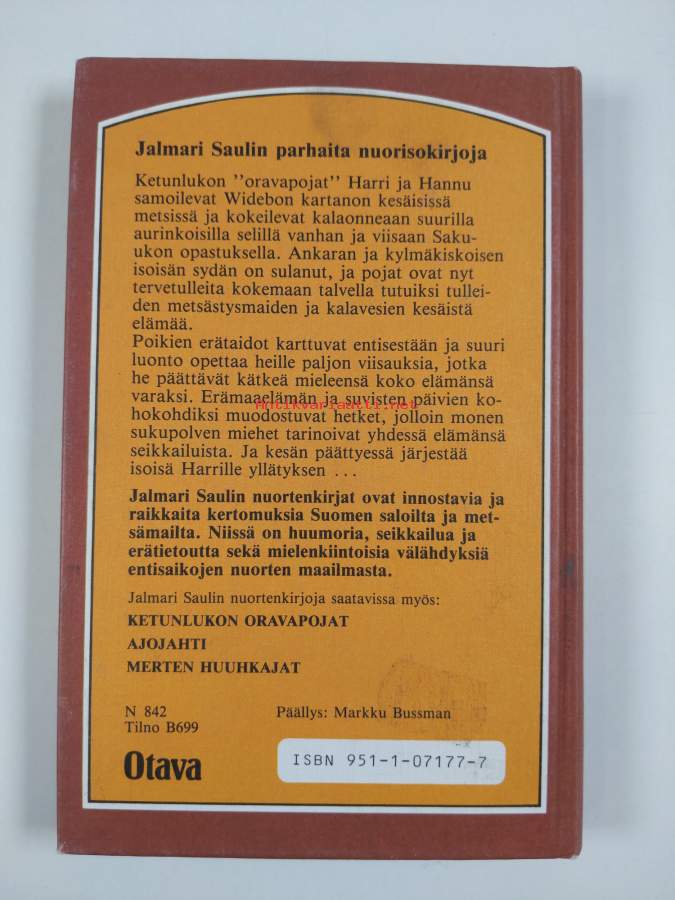 Jalmari Saulin parhaita nuorisokirjoja
Ketunlukon ”oravapojat” Harri ja Hannu
samoilevat Widebon kartanon kesäisissä
metsissä ja kokeilevat kalaonneaan suurilla
aurinkoisilla selillä vanhan ja viisaan Saku-
ukon opastuksella. Ankaran ja kylmäkiskoisen
isoisän sydän on sulanut, ja pojat ovat nyt
tervetulleita kokemaan talvella tutuiksi tullei-
den metsästysmaiden ja kalavesien kesäistä
elämää.
Poikien erätaidot karttuvat entisestään ja suuri
luonto opettaa heille paljon viisauksia, jotka
he päättävät kätkeä mieleensä koko elämänsä
varaksi. Erämaaelämän ja suvisten päivien ko-
Antikvariaatti.net
hokohdiksi muodostuvat hetket, jolloin monen
sukupolven miehet tarinoivat yhdessä elämänsä
seikkailuista. Ja kesän päättyessä järjestää
isoisä Harrille yllätyksen ...
Jalmari Saulin nuortenkirjat ovat innostavia ja
raikkaita kertomuksia Suomen saloilta ja met-
sämailta. Niissä on huumoria, seikkailua ja
erätietoutta sekä mielenkiintoisia välähdyksiä
entisaikojen nuorten maailmasta.
Jalmari Saulin nuortenkirjoja saatavissa myös:
KETUNLUKON ORAVAPOJAT
AJOJAHTI
MERTEN HUUHKAJAT
N 842
Tilno B699
Päällys: Markku Bussman
Otava
ISBN 951-1-07177-7